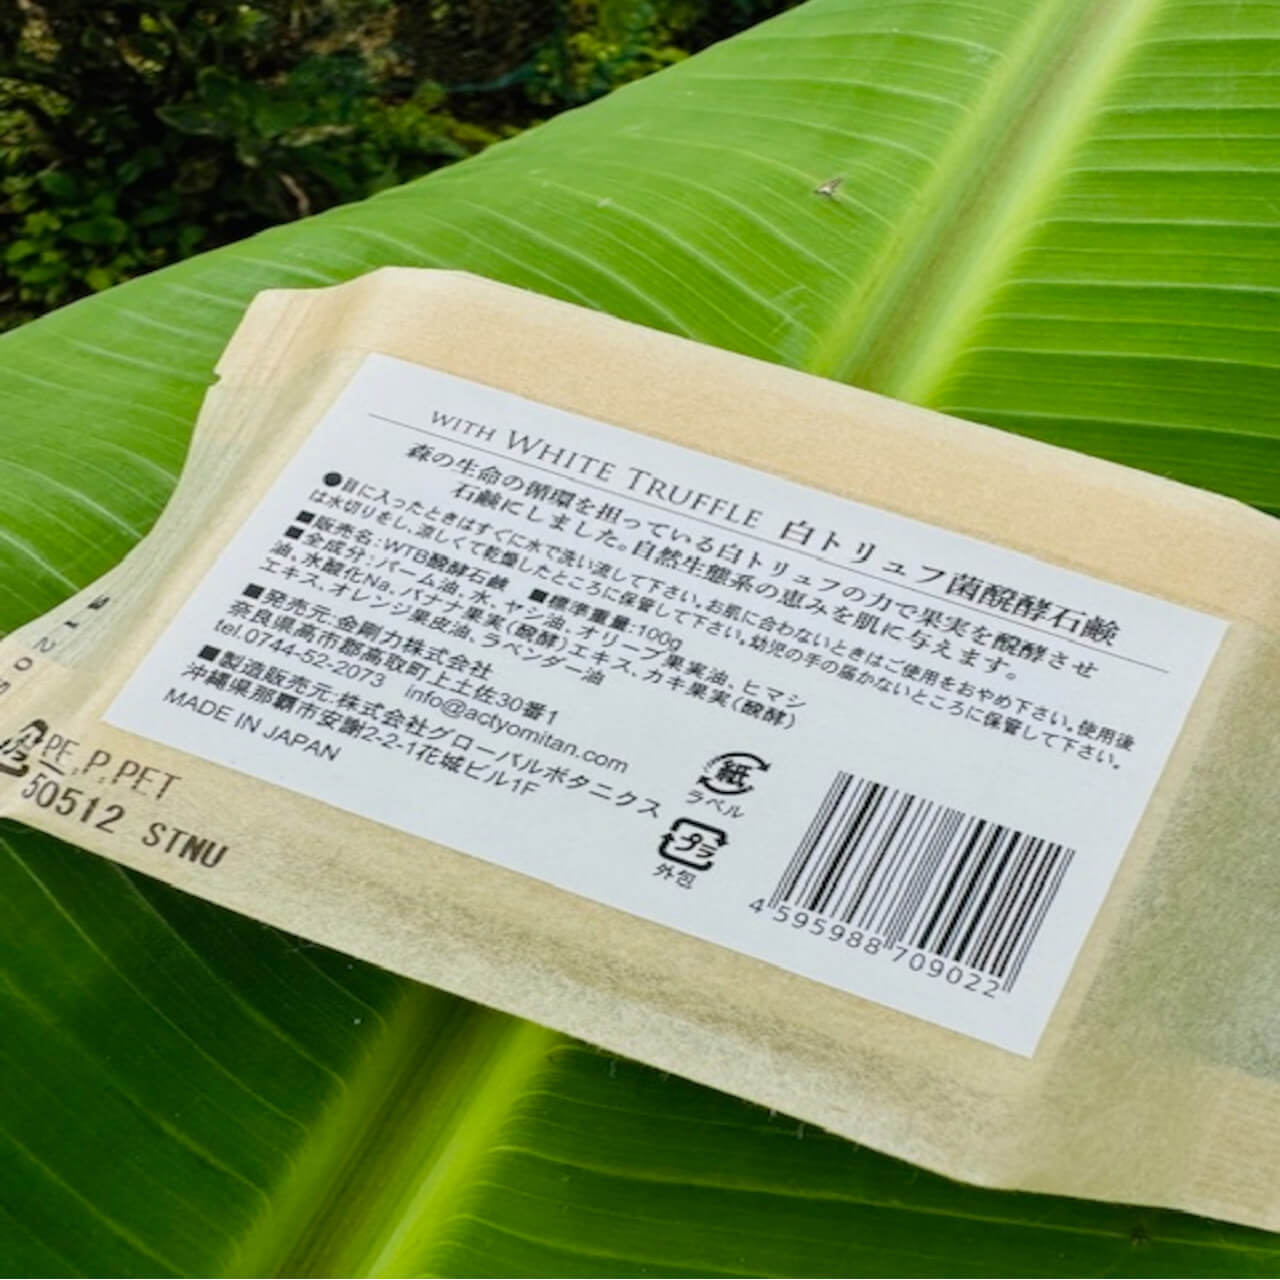 WITH WHITE TRUFFLE 白トリュフ菌醗酵石鹸
森の生命の循環を担っている白トリュフの力で果実を醗酵させ
石鹸にしました。自然生態系の恵みを肌に与えます。
●目に入ったときはすぐに水で洗い流して下さい。お肌に合わないときはご使用をおやめ下さい。使用後
は水切りをし、涼しくて乾燥したところに保管して下さい。幼児の手の届かないところに保管して下さい。
■販売名:WTB醗酵石鹸 ■標準重量:100g
■全成分:パーム油、水、ヤシ油、オリーブ果実油、ヒマシ
油、水酸化Na、バナナ果実(醗酵)エキス、カキ果実(醗酵)
エキス、オレンジ果皮油、ラベンダー油
■発売元:金剛力株式会社
奈良県高市郡高取町上土佐30番1
tel.0744-52-2073 info@actyomitan.com
■製造販売元:株式会社グローバルボタニクス
沖縄県那覇市安謝2-2-1花城ビル1F
MADE IN JAPAN
紙
ラベル
プラ
外包
4 595988 709022
プラ PE,P,PET
50512 STNU